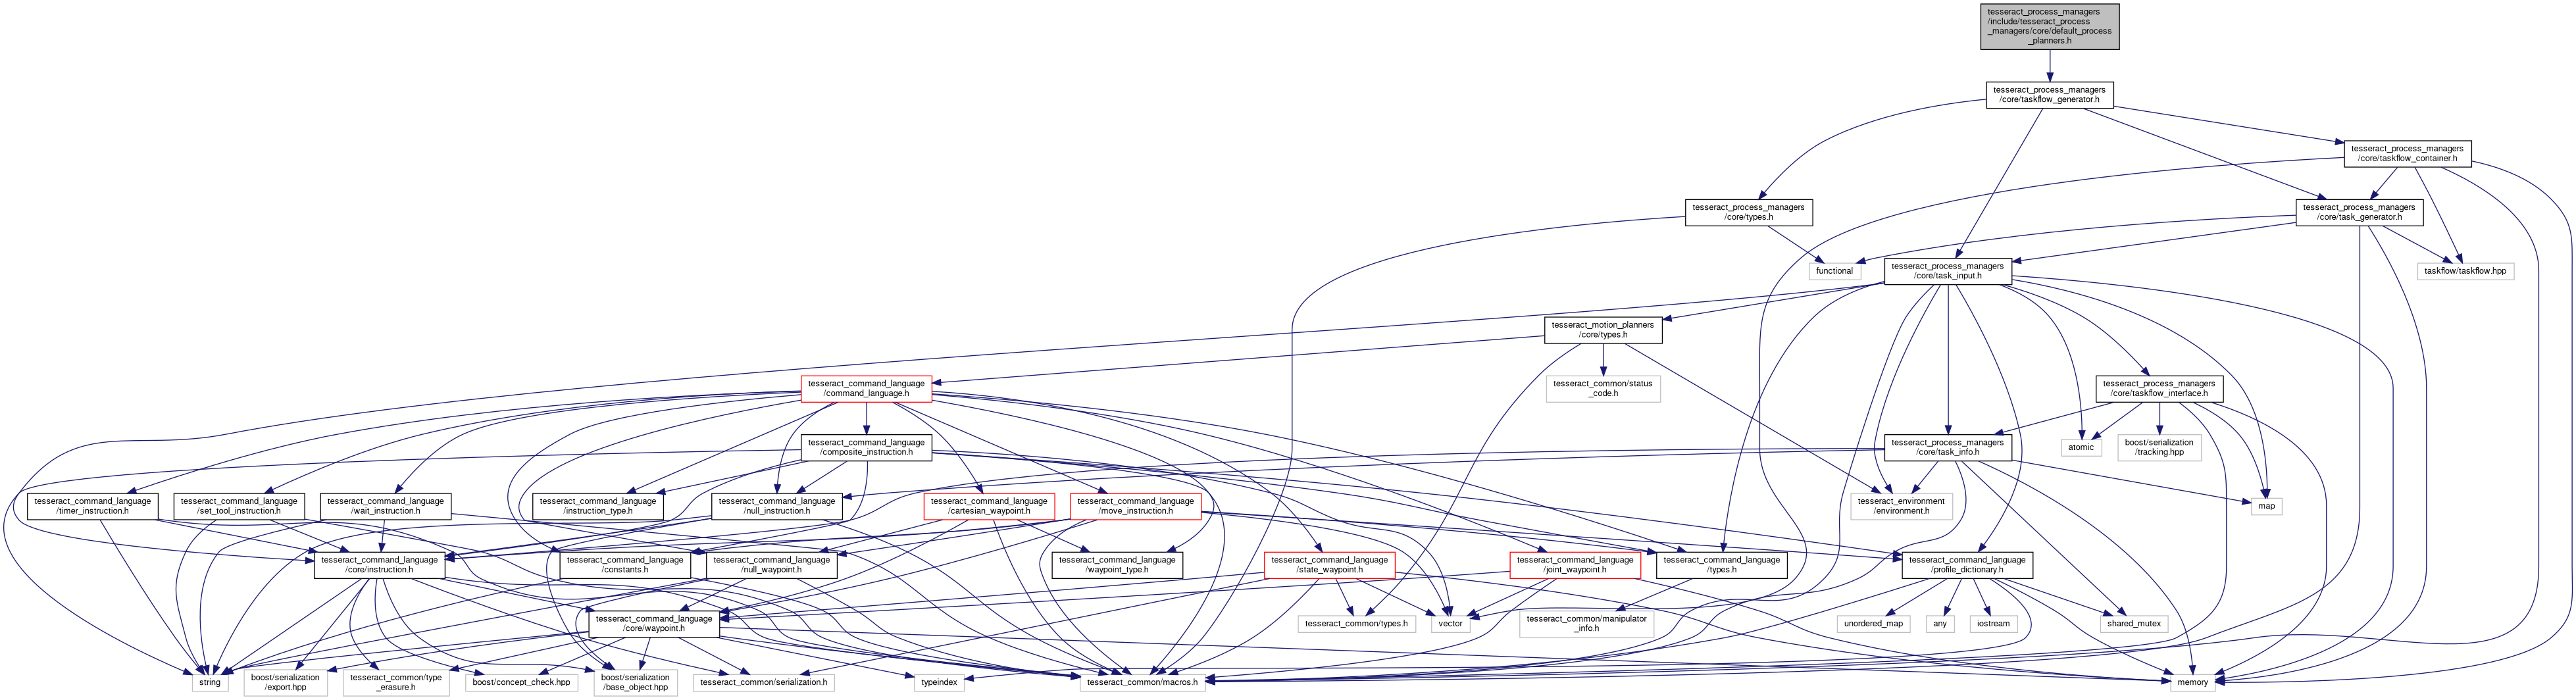 tesseract_process_managers
/include/tesseract_process
_managers/core/default_process
_planners.h
tesseract_process_managers
/core/taskflow_generator.h
tesseract_process_managers
/core/taskflow_container.h
tesseract_process_managers
/core/types.h
tesseract_process_managers
/core/task_generator.h
functional
tesseract_process_managers
/core/task_input.h
taskflow/taskflow.hpp
tesseract_motion_planners
/core/types.h
tesseract_command_language
/command_language.h
tesseract_common/status
_code.h
tesseract_process_managers
/core/taskflow_interface.h
tesseract_command_language
/composite_instruction.h
tesseract_process_managers
/core/task_info.h
atomic
boost/serialization
/tracking.hpp
tesseract_command_language
/timer_instruction.h
tesseract_command_language
/set_tool_instruction.h
tesseract_command_language
/wait_instruction.h
tesseract_command_language
/instruction_type.h
tesseract_command_language
/null_instruction.h
tesseract_command_language
/cartesian_waypoint.h
tesseract_command_language
/move_instruction.h
tesseract_environment
/environment.h
map
tesseract_command_language
/core/instruction.h
tesseract_command_language
/constants.h
tesseract_command_language
/null_waypoint.h
tesseract_command_language
/waypoint_type.h
tesseract_command_language
/state_waypoint.h
tesseract_command_language
/joint_waypoint.h
tesseract_command_language
/types.h
tesseract_command_language
/profile_dictionary.h
tesseract_command_language
/core/waypoint.h
tesseract_common/types.h
vector
tesseract_common/manipulator
_info.h
unordered_map
any
iostream
shared_mutex
string
boost/serialization
/export.hpp
tesseract_common/type
_erasure.h
boost/concept_check.hpp
boost/serialization
/base_object.hpp
tesseract_common/serialization.h
typeindex
tesseract_common/macros.h
memory